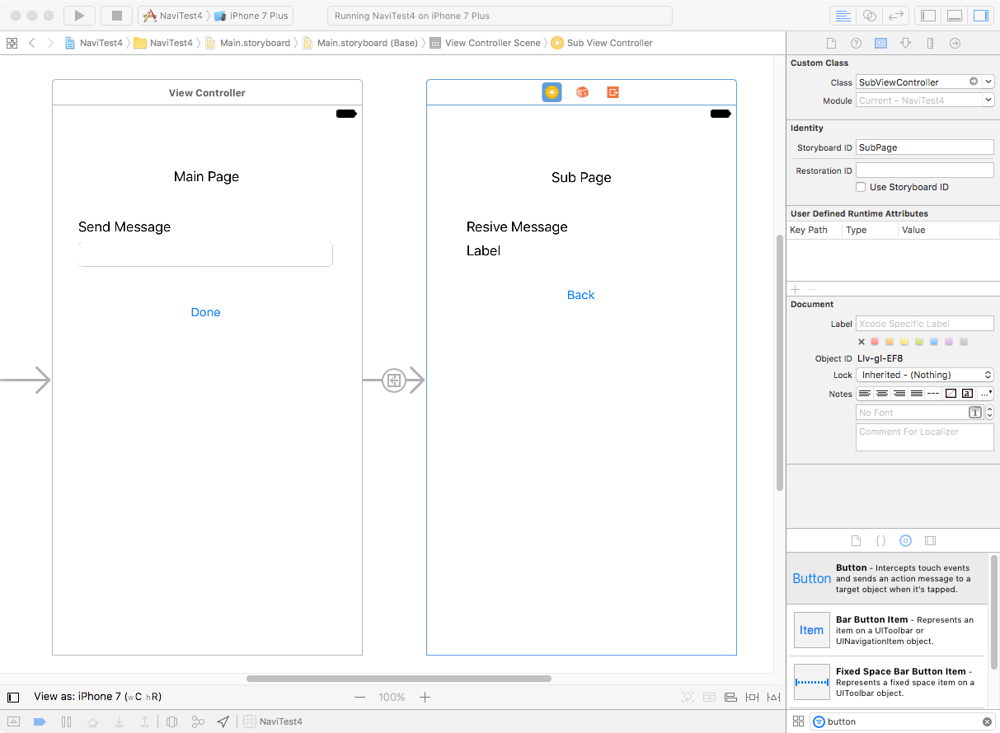 NaviTest4 iPhone 7 Plus Running NaviTest4 on iPhone 7 Plus
NaviTest4 NaviTest4 Main.storyboard Main.storyboard (Base) View Controller Scene Sub View Controller
View Controller
Main Page
Send Message
Done
Sub Page
Resive Message
Label
Back
Custom Class
Class SubViewController
Module Current – NaviTest4
Identity
Storyboard ID SubPage
Restoration ID
Use Storyboard ID
User Defined Runtime Attributes
Key Path Type Value
Document
Label Xcode Specific Label
Object ID LIv-gI-EF8
Lock Inherited - (Nothing)
Notes
No Font
Comment For Localizer
Button Button - Intercepts touch events
and sends an action message to a
target object when it's tapped.
Item Bar Button Item - Represents an
item on a UIToolbar or
UINavigationItem object.
Fixed Space Bar Button Item -
Represents a fixed space item on a
UIToolbar object.
View as: iPhone 7 (wC hR) 100%
NaviTest4
button